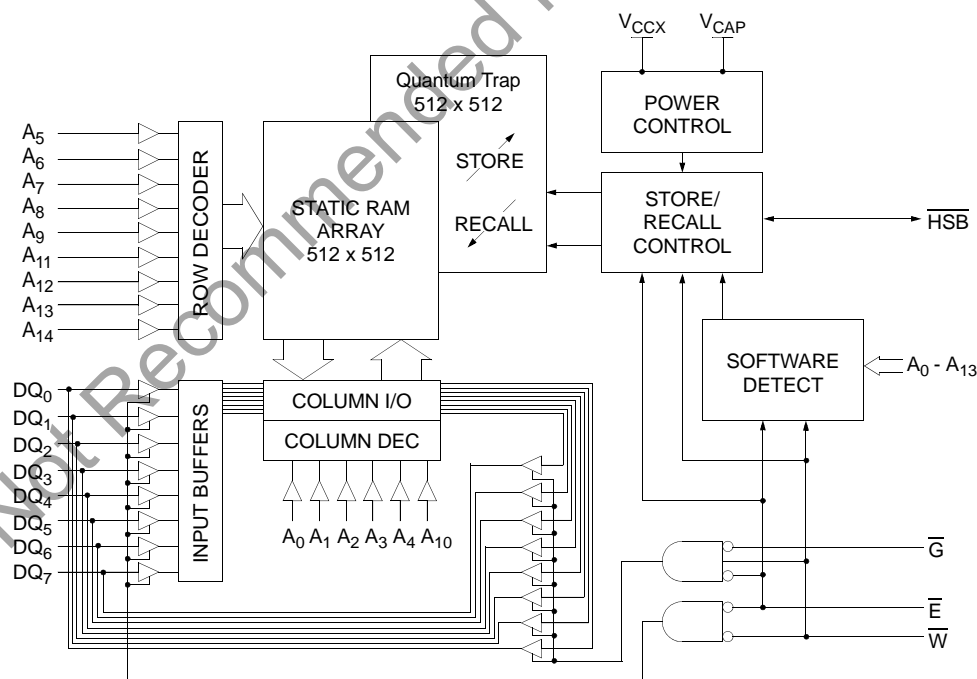 Not Recommended
V_CCX
V_CAP
POWER
CONTROL
Quantum Trap
512 x 512
STORE
RECALL
A_5
A_6
A_7
A_8
A_9
A_11
A_12
A_13
A_14
ROW DECODER
STATIC RAM
ARRAY
512 x 512
STORE/
RECALL
CONTROL
HSB
SOFTWARE
DETECT
A_0 - A_13
DQ_0
DQ_1
DQ_2
DQ_3
DQ_4
DQ_5
DQ_6
DQ_7
INPUT BUFFERS
COLUMN I/O
COLUMN DEC
A_0 A_1 A_2 A_3 A_4 A_10
G
E
W